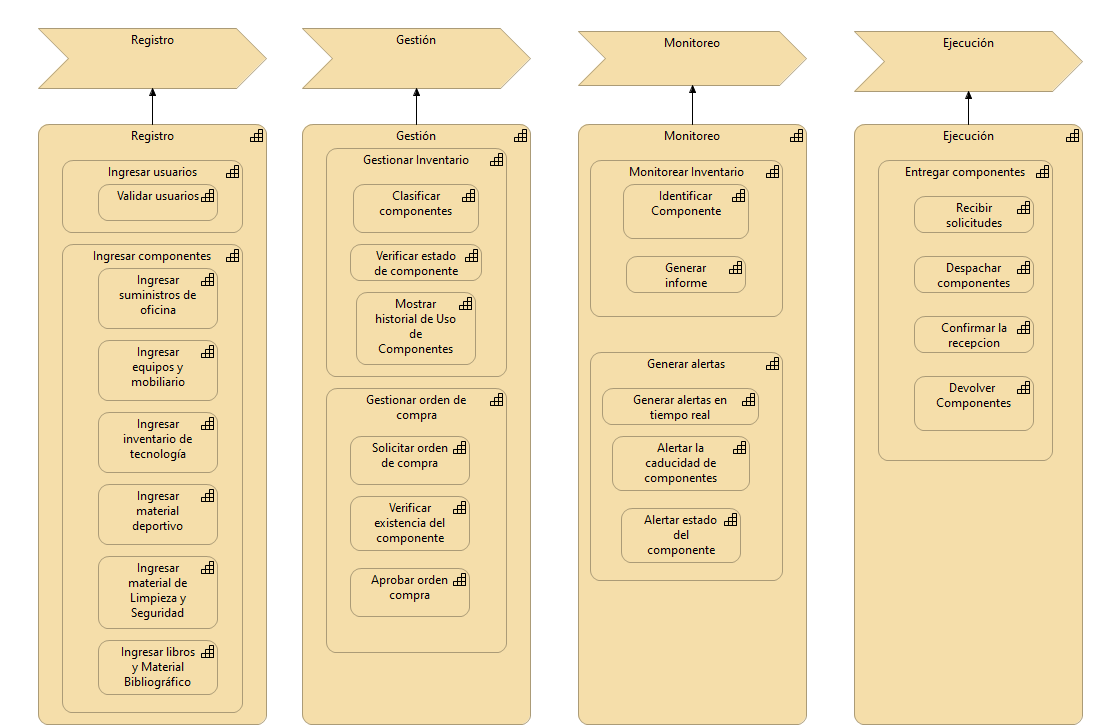 Registro
Gestión
Monitoreo
Ejecución
Registro
Ingresar usuarios
Validar usuarios
Ingresar componentes
Ingresar
suministros de
oficina
Ingresar
equipos y
mobiliario
Ingresar
inventario de
tecnología
Ingresar
material
deportivo
Ingresar
material de
Limpieza y
Seguridad
Ingresar libros
y Material
Bibliográfico
Gestión
Gestionar Inventario
Clasificar
componentes
Verificar estado
de componente
Mostrar
historial de Uso
de
Componentes
Gestionar orden de
compra
Solicitar orden
de compra
Verificar
existencia del
componente
Aprobar orden
compra
Monitoreo
Monitorear Inventario
Identificar
Componente
Generar
informe
Generar alertas
Generar alertas en
tiempo real
Alertar la
caducidad de
componentes
Alertar estado
del
componente
Ejecución
Entregar componentes
Recibir
solicitudes
Despachar
componentes
Confirmar la
recepcion
Devolver
Componentes